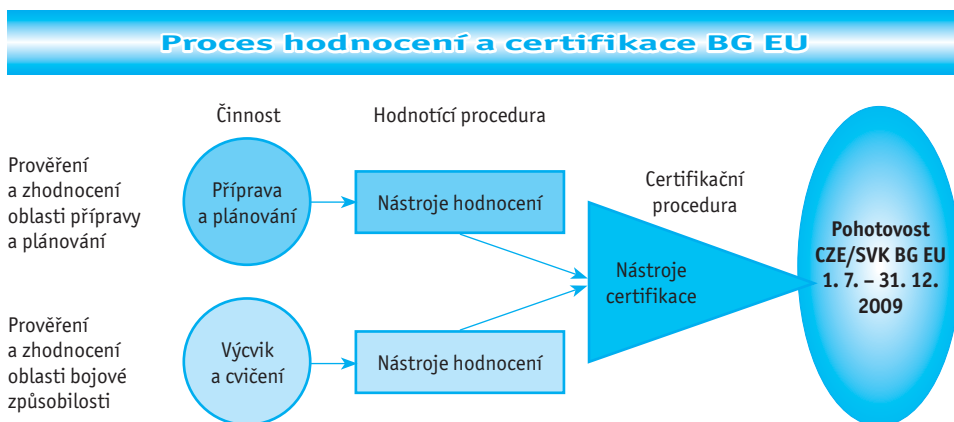 Proces hodnocení a certifikace BG EU
Činnost
Hodnotící procedura
Prověření
a zhodnocení
oblasti přípravy
a plánování
Příprava
a plánování
Nástroje hodnocení
Certifikační
procedura
Nástroje
certifikace
Pohotovost
CZE/SVK BG EU
1. 7. – 31. 12.
2009
Prověření
a zhodnocení
oblasti bojové
způsobilosti
Výcvik
a cvičení
Nástroje hodnocení